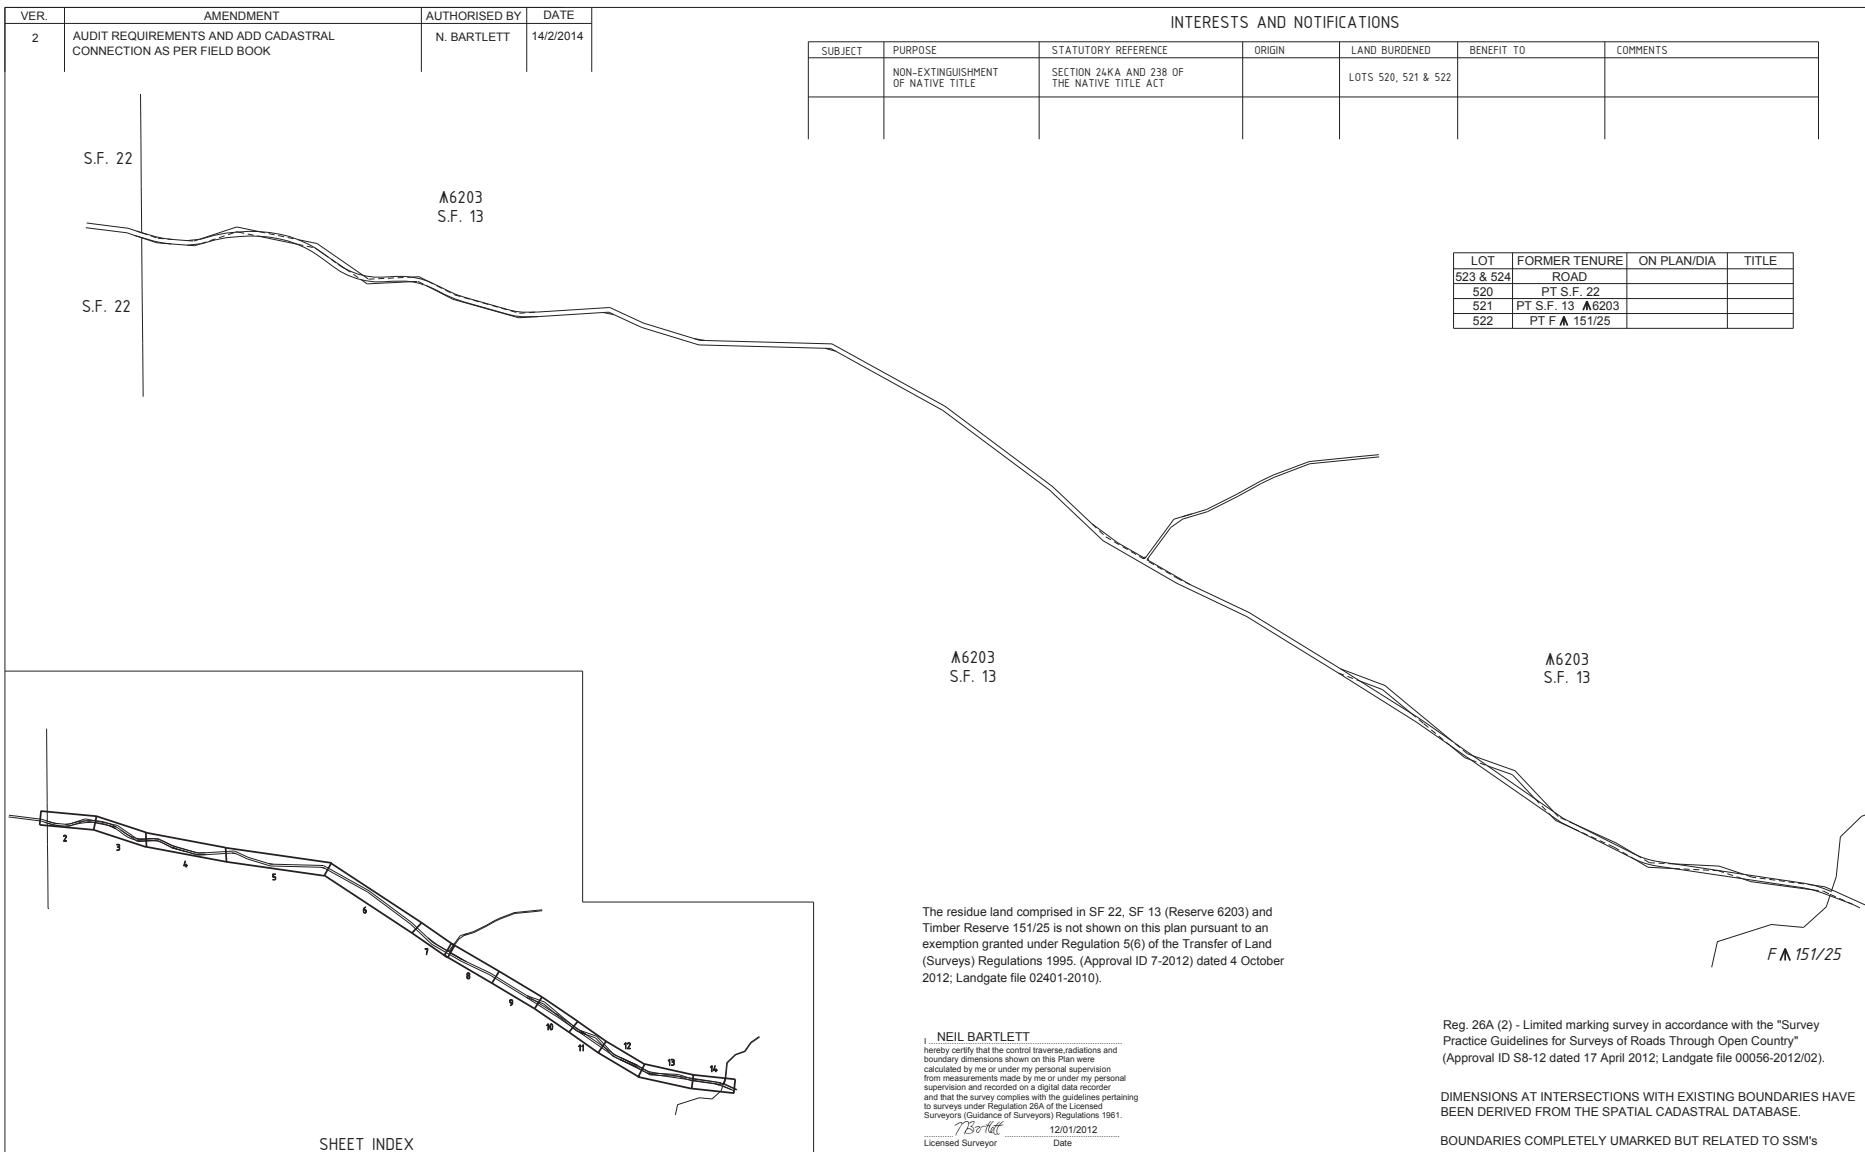 VER. AMENDMENT AUTHORISED BY DATE
2 AUDIT REQUIREMENTS AND ADD CADASTRAL N. BARTLETT 14/2/2014
CONNECTION AS PER FIELD BOOK
INTERESTS AND NOTIFICATIONS
SUBJECT PURPOSE STATUTORY REFERENCE ORIGIN LAND BURDENED BENEFIT TO COMMENTS
NON-EXTINGUISHMENT SECTION 24KA AND 238 OF LOTS 520, 521 & 522
OF NATIVE TITLE THE NATIVE TITLE ACT
S.F. 22
6203
S.F. 13
S.F. 22
LOT FORMER TENURE ON PLAN/DIA TITLE
523 & 524 ROAD
520 PT S.F. 22
521 PT S.F. 13 6203
522 PT F 151/25
6203
S.F. 13
6203
S.F. 13
2
3
4
5
6
7
8
9
10
11
12
13
14
SHEET INDEX
The residue land comprised in SF 22, SF 13 (Reserve 6203) and
Timber Reserve 151/25 is not shown on this plan pursuant to an
exemption granted under Regulation 5(6) of the Transfer of Land
(Surveys) Regulations 1995. (Approval ID 7-2012) dated 4 October
2012; Landgate file 02401-2010).
F 151/25
I NEIL BARTLETT
hereby certify that the control traverse,radiations and
boundary dimensions shown on this Plan were
calculated by me or under my personal supervision
from measurements made by me or under my personal
supervision and recorded on a digital data recorder
and that the survey complies with the guidelines pertaining
to surveys under Regulation 26A of the Licensed
Surveyors (Guidance of Surveyors) Regulations 1961.
NBartlett 12/01/2012
Licensed Surveyor Date
Reg. 26A (2) - Limited marking survey in accordance with the "Survey
Practice Guidelines for Surveys of Roads Through Open Country"
(Approval ID S8-12 dated 17 April 2012; Landgate file 00056-2012/02).
DIMENSIONS AT INTERSECTIONS WITH EXISTING BOUNDARIES HAVE
BEEN DERIVED FROM THE SPATIAL CADASTRAL DATABASE.
BOUNDARIES COMPLETELY UMARKED BUT RELATED TO SSM's